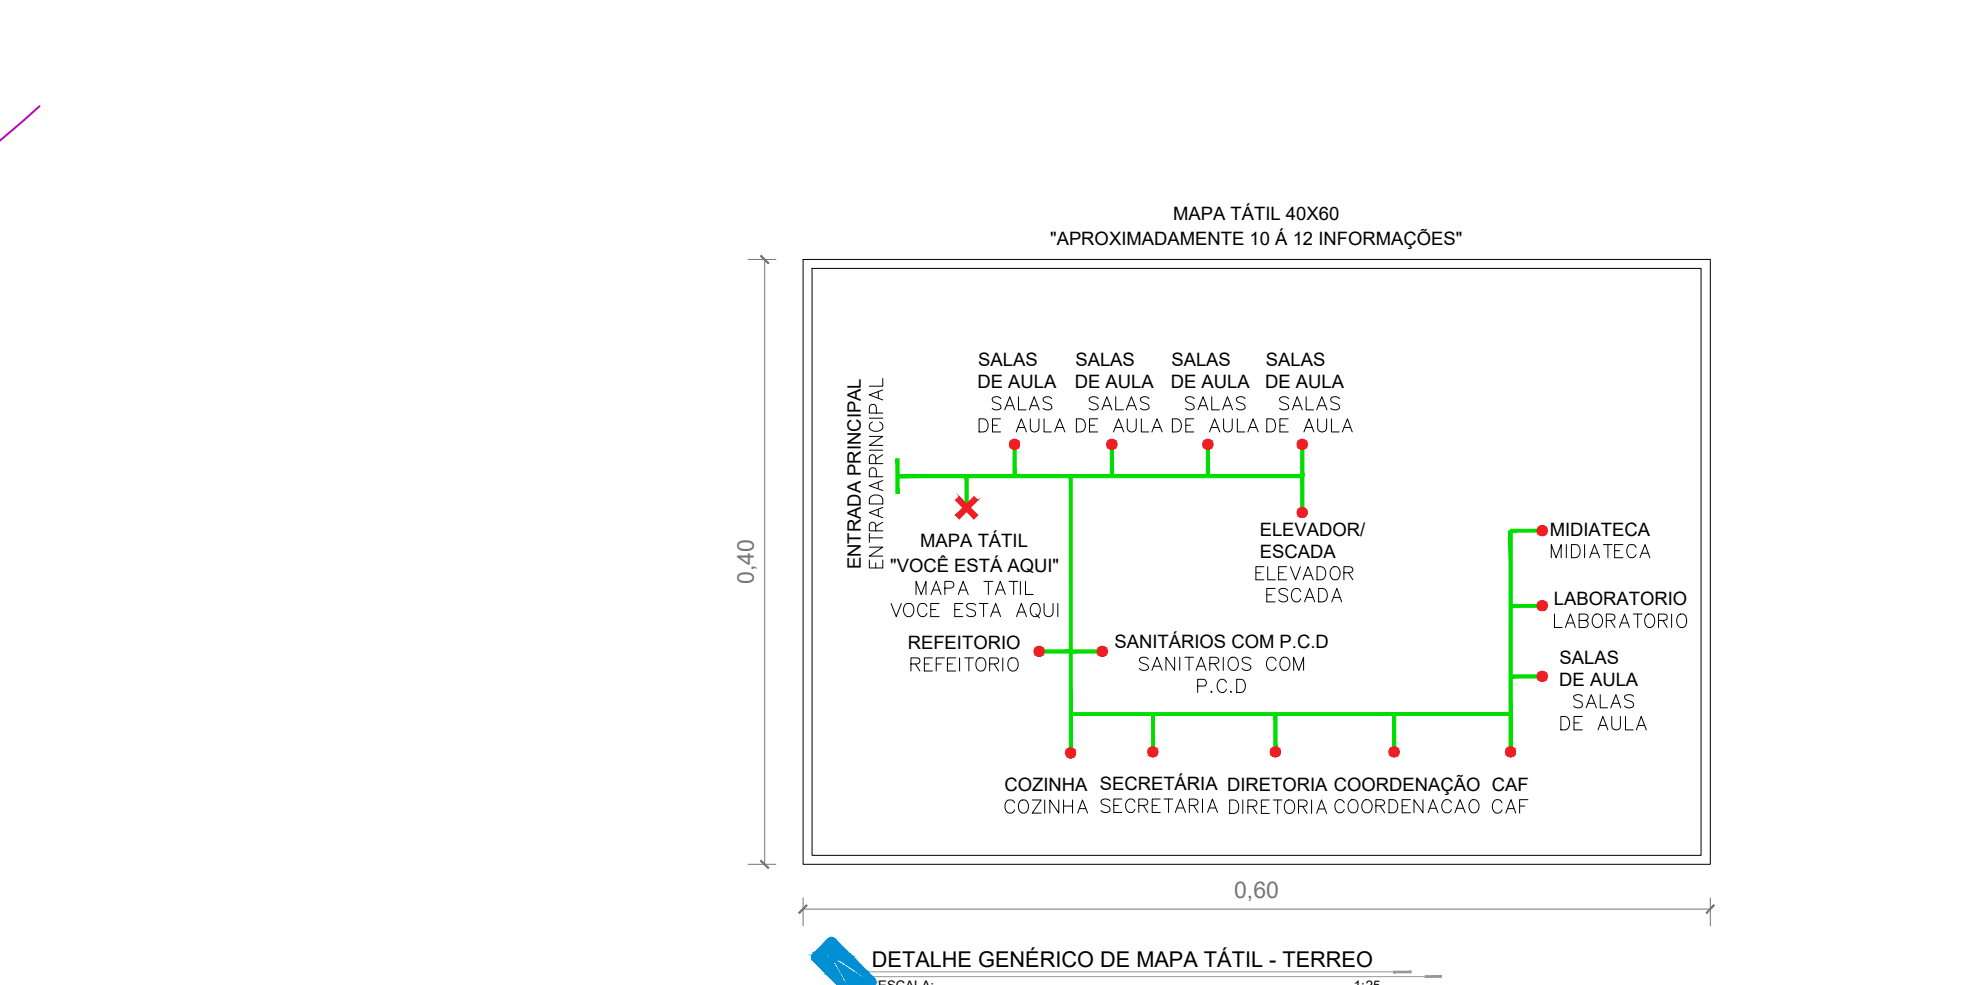 MAPA TÁTIL 40X60
"APROXIMADAMENTE 10 Á 12 INFORMAÇÕES"
SALAS
DE AULA
SALAS
DE AULA
SALAS
DE AULA
SALAS
DE AULA
SALAS
DE AULA
SALAS
DE AULA
SALAS
DE AULA
SALAS
DE AULA
ENTRADA PRINCIPAL
ENTRADAPRINCIPAL
MAPA TÁTIL
"VOCÊ ESTÁ AQUI"
MAPA TATIL
VOCE ESTA AQUI
ELEVADOR/
ESCADA
ELEVADOR
ESCADA
MIDIATECA
MIDIATECA
LABORATORIO
LABORATORIO
REFEITORIO
REFEITORIO
SANITÁRIOS COM P.C.D
SANITARIOS COM
P.C.D
SALAS
DE AULA
SALAS
DE AULA
COZINHA
COZINHA
SECRETÁRIA
SECRETARIA
DIRETORIA
DIRETORIA
COORDENAÇÃO
COORDENACAO
CAF
CAF
0,40
0,60
DETALHE GENÉRICO DE MAPA TÁTIL - TERREO
ESCALA: 1:25